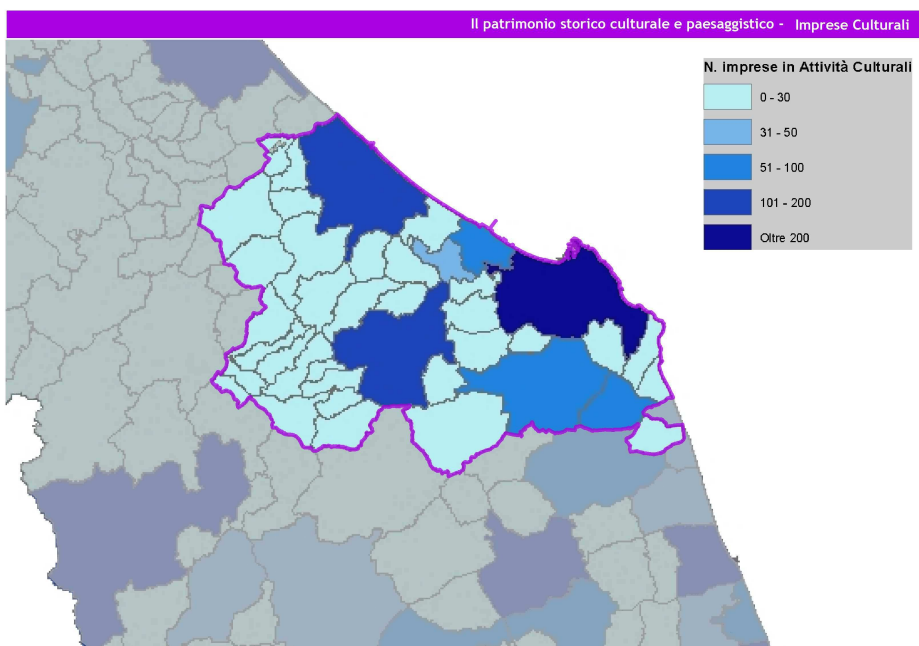 Il patrimonio storico culturale e paesaggistico - Imprese Culturali
N. imprese in Attività Culturali
0 - 30
31 - 50
51 - 100
101 - 200
Oltre 200